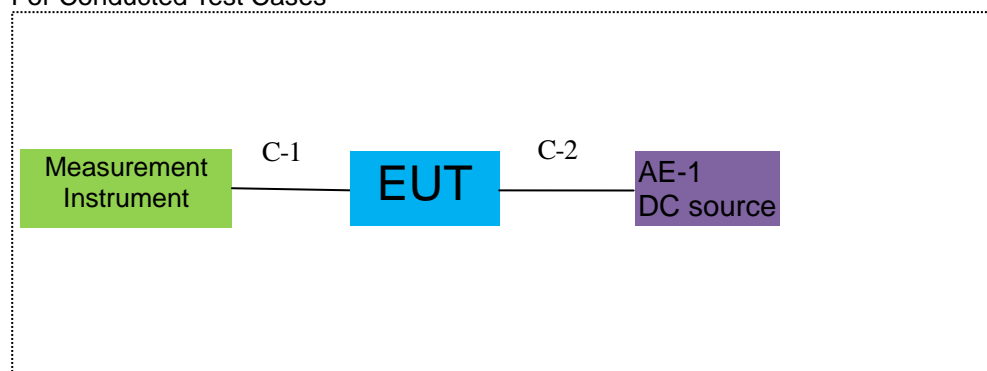 For Conducted Test Cases
C-1
C-2
Measurement
Instrument
EUT
AE-1
DC source